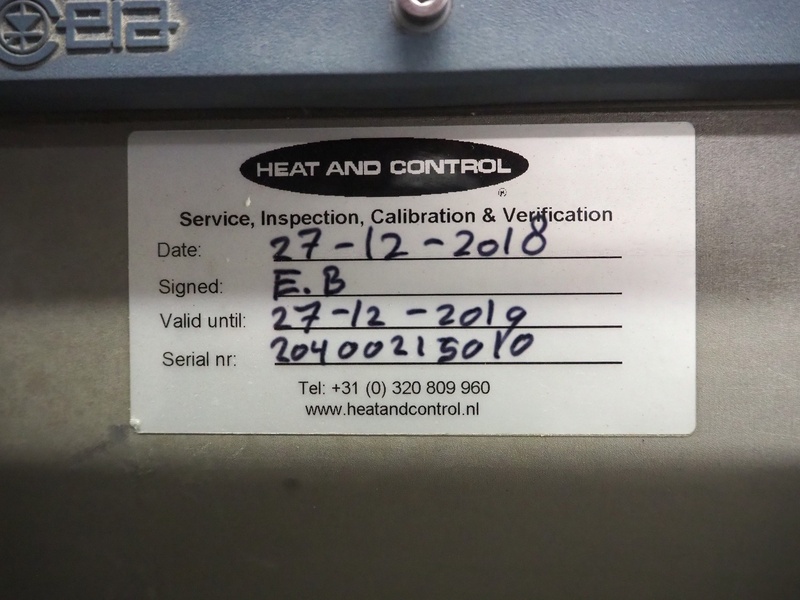 ceia
HEAT AND CONTROL
®
Service, Inspection, Calibration & Verification
Date: 27-12-2018
Signed: E.B
Valid until: 27-12-2019
Serial nr: 20400215010
Tel: +31 (0) 320 809 960
www.heatandcontrol.nl